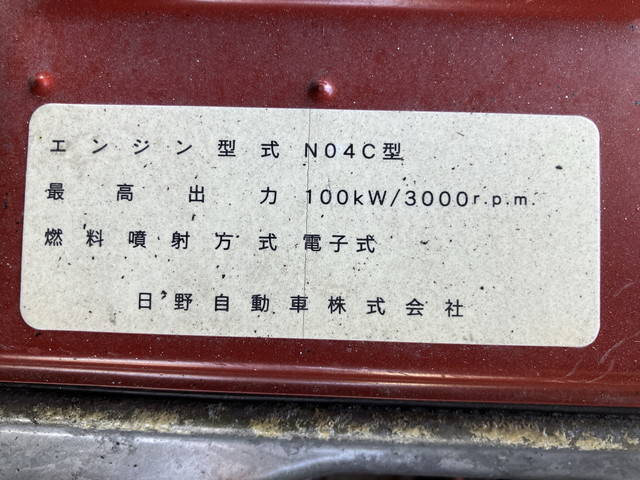 エンジン型式 N04C型
最高出力 100kW/3000r.p.m.
燃料噴射方式 電子式
日野自動車株式会社